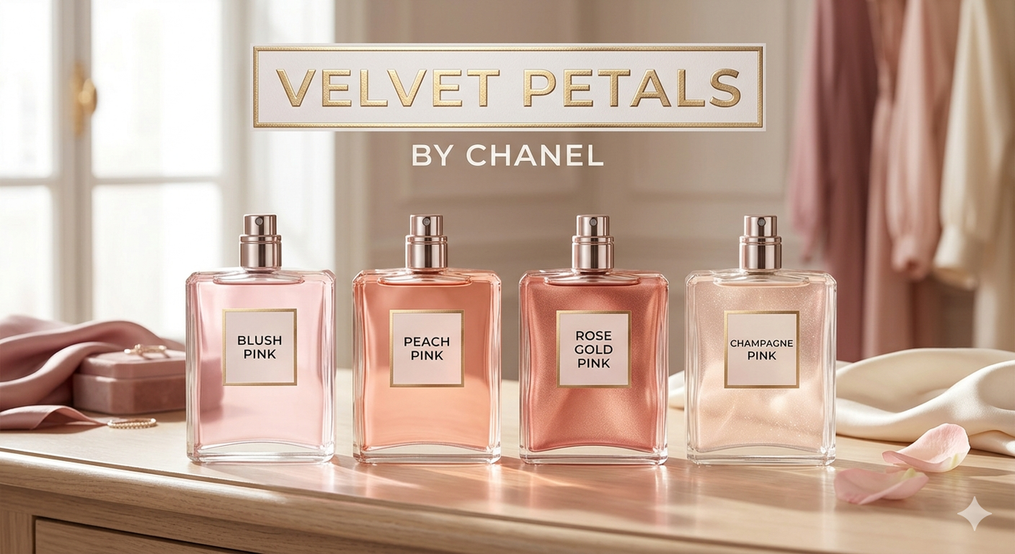 VELVET PETALS
BY CHANEL
BLUSH
PINK
PEACH
PINK
ROSE
GOLD
PINK
CHAMPAGNE
PINK